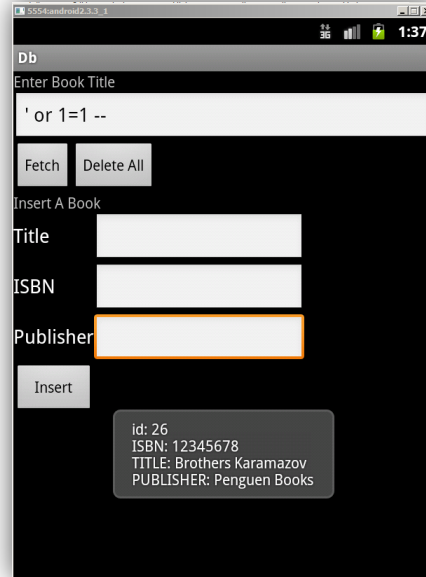 5554:android2.3.3_1
3G 1:37
Db
Enter Book Title
' or 1=1 --
Fetch Delete All
Insert A Book
Title
ISBN
Publisher
Insert
id: 26
ISBN: 12345678
TITLE: Brothers Karamazov
PUBLISHER: Penguen Books